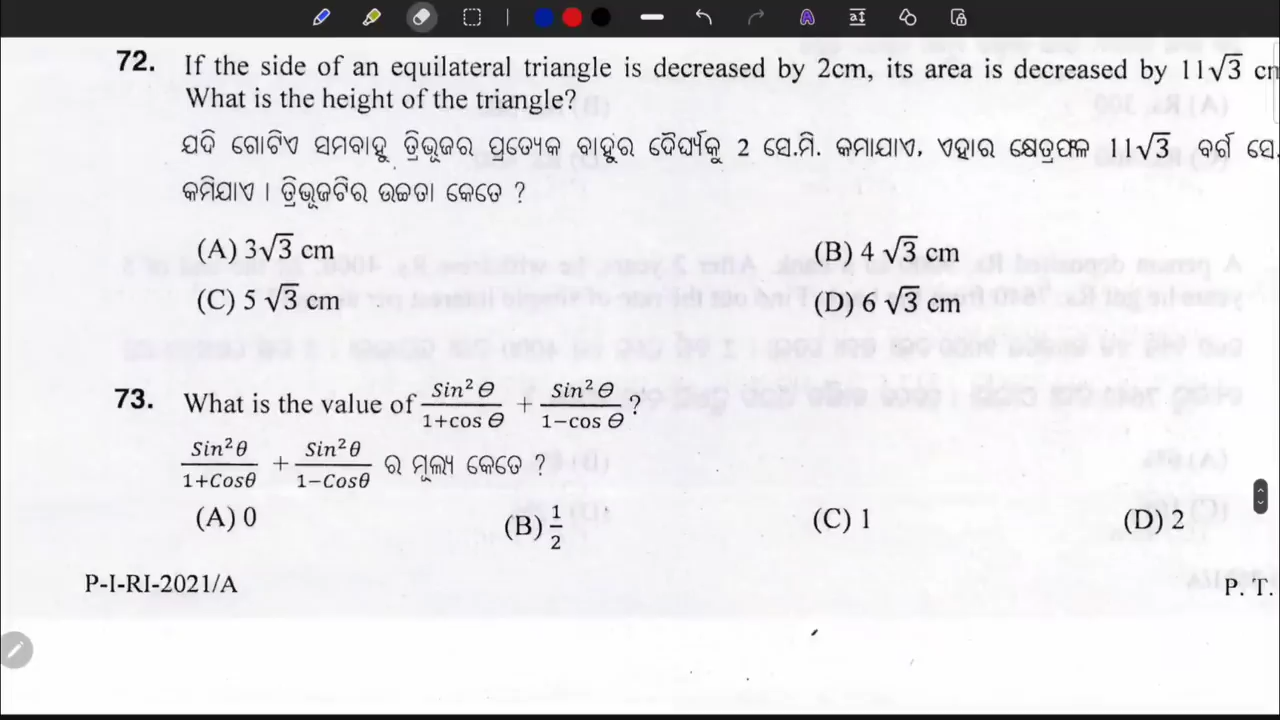 72. If the side of an equilateral triangle is decreased by 2cm, its area is decreased by 11√3 cm
What is the height of the triangle?
ଯଦି ଗୋଟିଏ ସମବାହୁ ତ୍ରିଭୂଜର ପ୍ରତ୍ୟେକ ବାହୁର ଦୈର୍ଘ୍ୟକୁ 2 ସେ.ମି. କମାଯାଏ, ଏହାର କ୍ଷେତ୍ରଫଳ 11√3 ବର୍ଗ ସେ.
କମିଯାଏ । ତ୍ରିଭୂଜଟିର ଉଚ୍ଚତା କେତେ ?
(A) 3√3 cm (B) 4 √3 cm
(C) 5 √3 cm (D) 6 √3 cm
73. What is the value of Sin² Θ/1+cos Θ + Sin² Θ/1−cos Θ ?
Sin²θ/1+Cosθ + Sin²θ/1−Cosθ ର ମୂଲ୍ୟ କେତେ ?
(A) 0 (B) 1/2 (C) 1 (D) 2
P-I-RI-2021/A P. T.